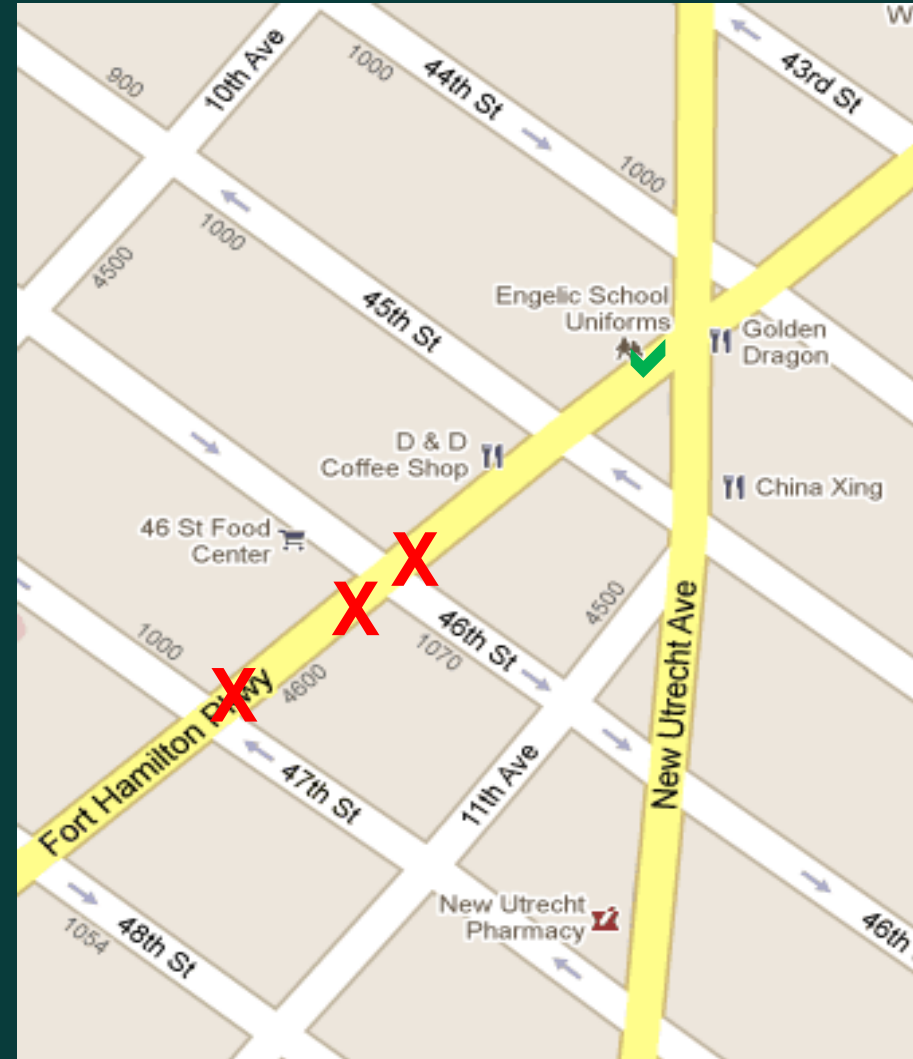 W
43rd St
10th Ave
900
1000
44th St
1000
1000
4500
45th St
Engelic School
Uniforms
Golden
Dragon
D & D
Coffee Shop
China Xing
46 St Food
Center
4500
46th St
1070
1000
4600
Fort Hamilton Pkwy
X
X
X
New Utrecht Ave
11th Ave
47th St
New Utrecht
Pharmacy
46th
48th St
1054